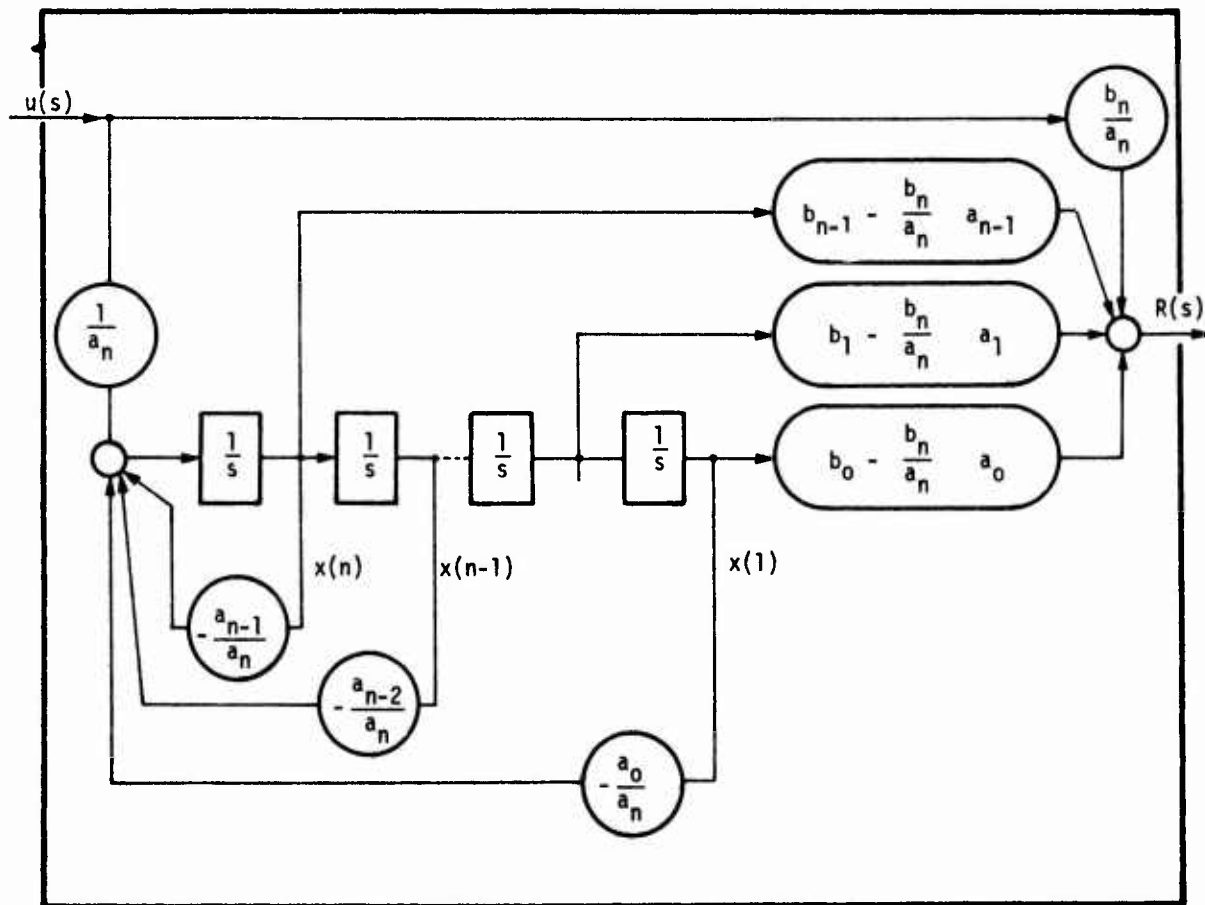 u(s)
b_n / a_n
b_{n-1} - b_n / a_n a_{n-1}
1 / a_n
b_1 - b_n / a_n a_1
R(s)
1 / s
1 / s
1 / s
1 / s
b_o - b_n / a_n a_o
x(n)
x(n-1)
x(1)
- a_{n-1} / a_n
- a_{n-2} / a_n
- a_o / a_n